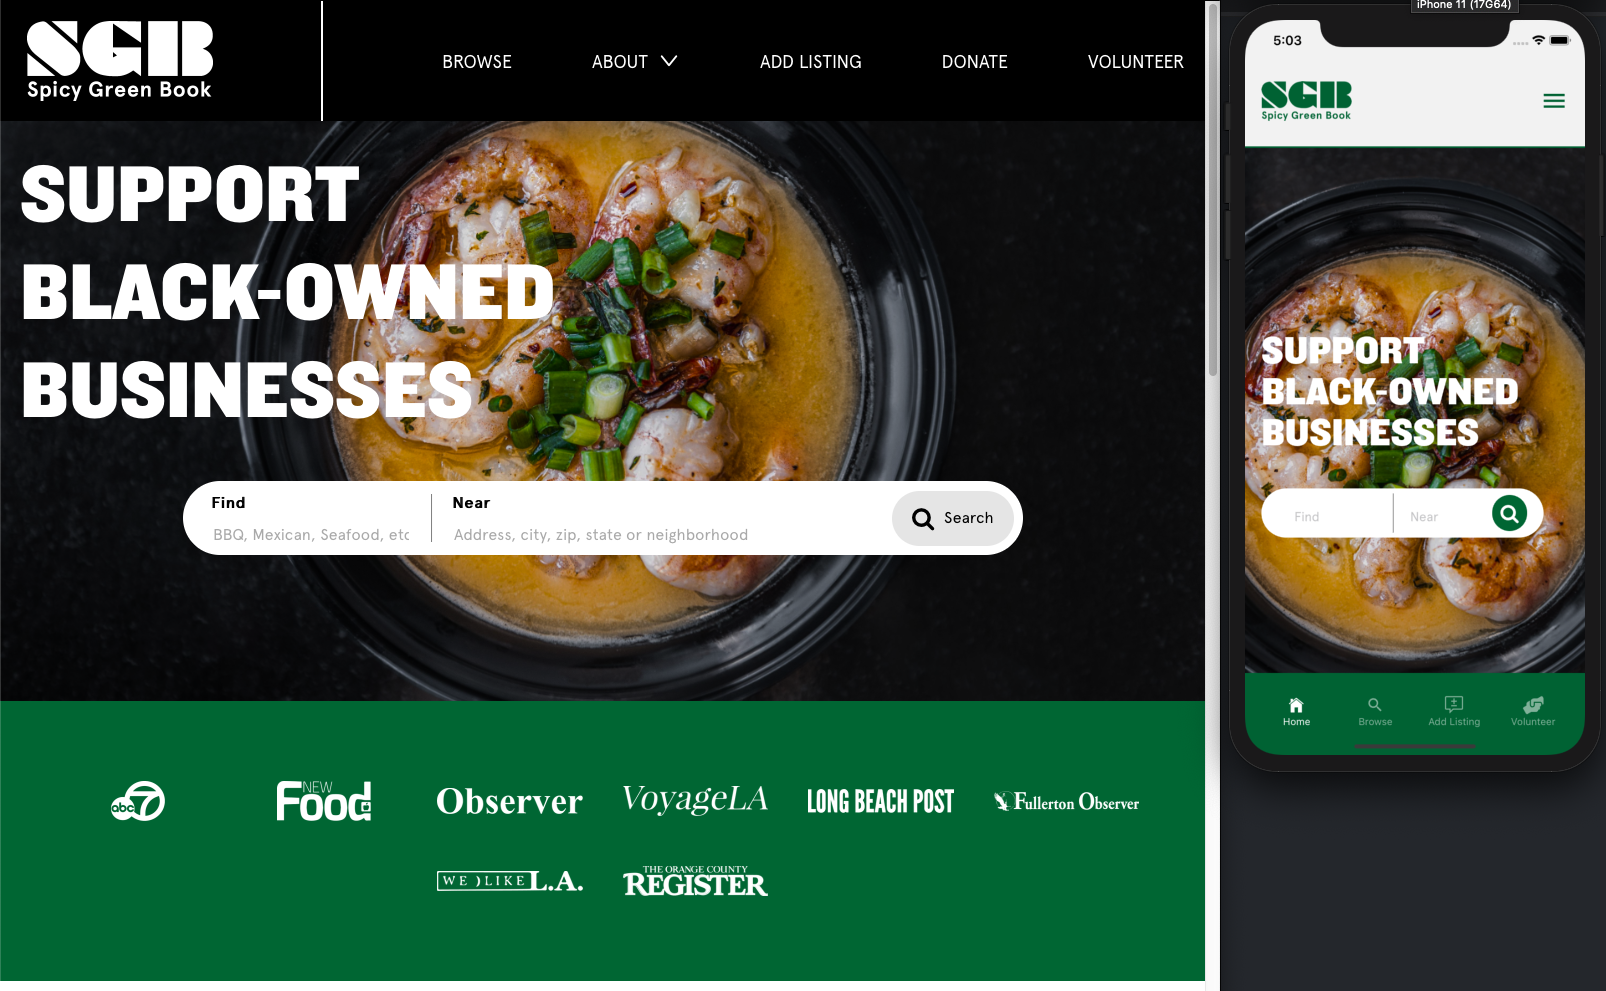 SGB
Spicy Green Book
BROWSE
ABOUT
ADD LISTING
DONATE
VOLUNTEER
SUPPORT
BLACK-OWNED
BUSINESSES
Find
BBQ, Mexican, Seafood, etc
Near
Address, city, zip, state or neighborhood
Search
abc 7
NEW
Food
Observer
VoyageLA
LONG BEACH POST
Fullerton Observer
WE LIKE L.A.
THE ORANGE COUNTY
REGISTER
iPhone 11 (17G64)
5:03
SGB
Spicy Green Book
SUPPORT
BLACK-OWNED
BUSINESSES
Find
Near
Home
Browse
Add Listing
Volunteer